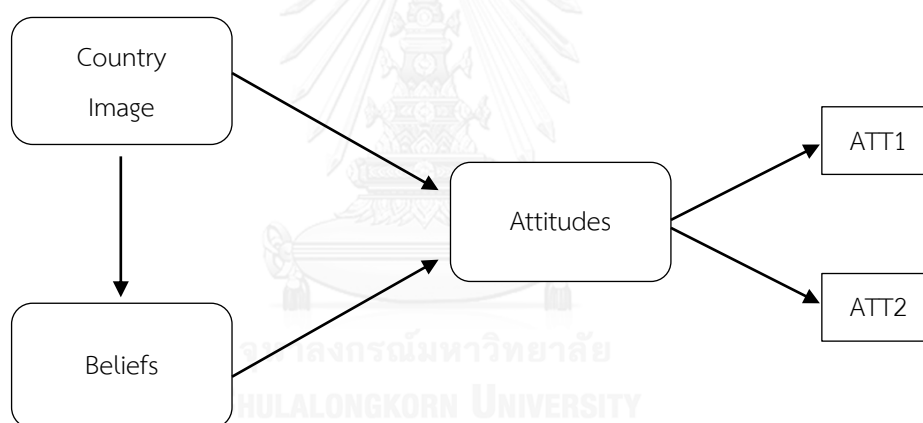 Country
Image
ATT1
Attitudes
ATT2
Beliefs
จุฬาลงกรณ์มหาวิทยาลัย
CHULALONGKORN UNIVERSITY